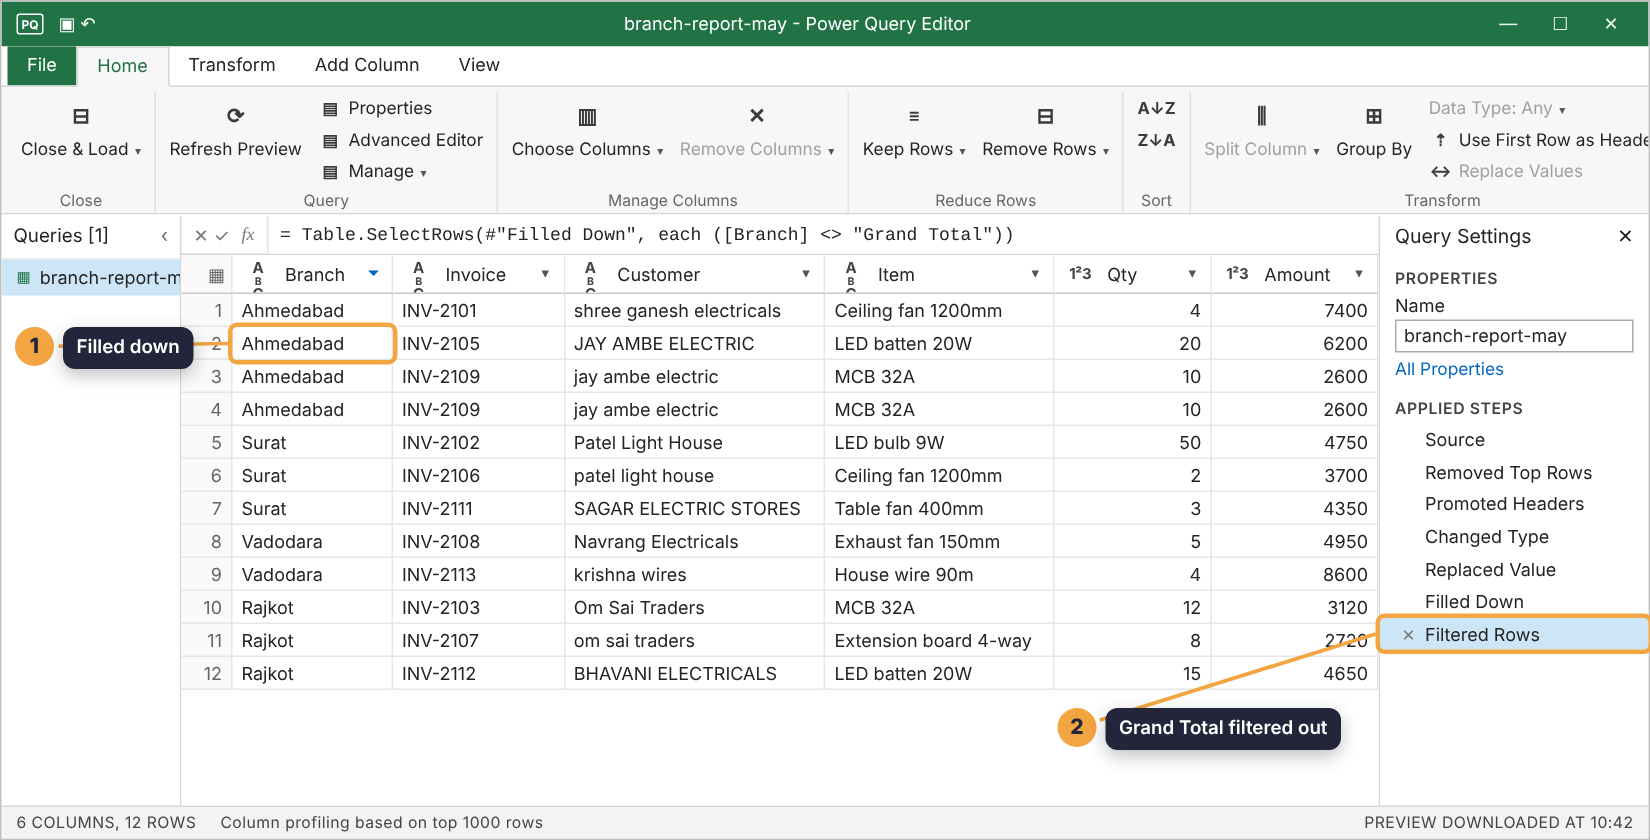 PQ branch-report-may - Power Query Editor
File Home Transform Add Column View
Close & Load
Close
Refresh Preview
Properties
Advanced Editor
Manage
Query
Choose Columns Remove Columns
Manage Columns
Keep Rows Remove Rows
Reduce Rows
A↓Z
Z↓A
Sort
Split Column Group By
Data Type: Any
Use First Row as Heade
Replace Values
Transform
Queries [1]
branch-report-m
fx = Table.SelectRows(#"Filled Down", each ([Branch] <> "Grand Total"))
ABC Branch ABC Invoice ABC Customer ABC Item 1²3 Qty 1²3 Amount
1 Ahmedabad INV-2101 shree ganesh electricals Ceiling fan 1200mm 4 7400
2 Ahmedabad INV-2105 JAY AMBE ELECTRIC LED batten 20W 20 6200
3 Ahmedabad INV-2109 jay ambe electric MCB 32A 10 2600
4 Ahmedabad INV-2109 jay ambe electric MCB 32A 10 2600
5 Surat INV-2102 Patel Light House LED bulb 9W 50 4750
6 Surat INV-2106 patel light house Ceiling fan 1200mm 2 3700
7 Surat INV-2111 SAGAR ELECTRIC STORES Table fan 400mm 3 4350
8 Vadodara INV-2108 Navrang Electricals Exhaust fan 150mm 5 4950
9 Vadodara INV-2113 krishna wires House wire 90m 4 8600
10 Rajkot INV-2103 Om Sai Traders MCB 32A 12 3120
11 Rajkot INV-2107 om sai traders Extension board 4-way 8 2720
12 Rajkot INV-2112 BHAVANI ELECTRICALS LED batten 20W 15 4650
1 Filled down
2 Grand Total filtered out
Query Settings
PROPERTIES
Name
branch-report-may
All Properties
APPLIED STEPS
Source
Removed Top Rows
Promoted Headers
Changed Type
Replaced Value
Filled Down
Filtered Rows
6 COLUMNS, 12 ROWS Column profiling based on top 1000 rows PREVIEW DOWNLOADED AT 10:42